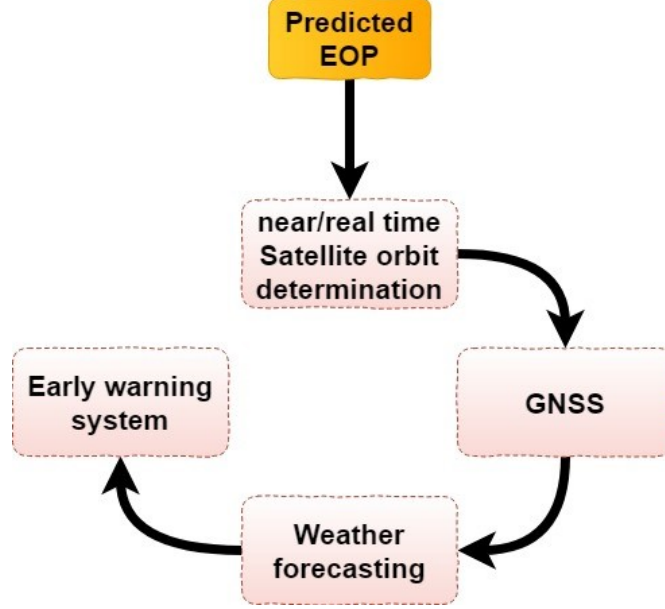 Predicted
EOP
near/real time
Satellite orbit
determination
GNSS
Weather
forecasting
Early warning
system